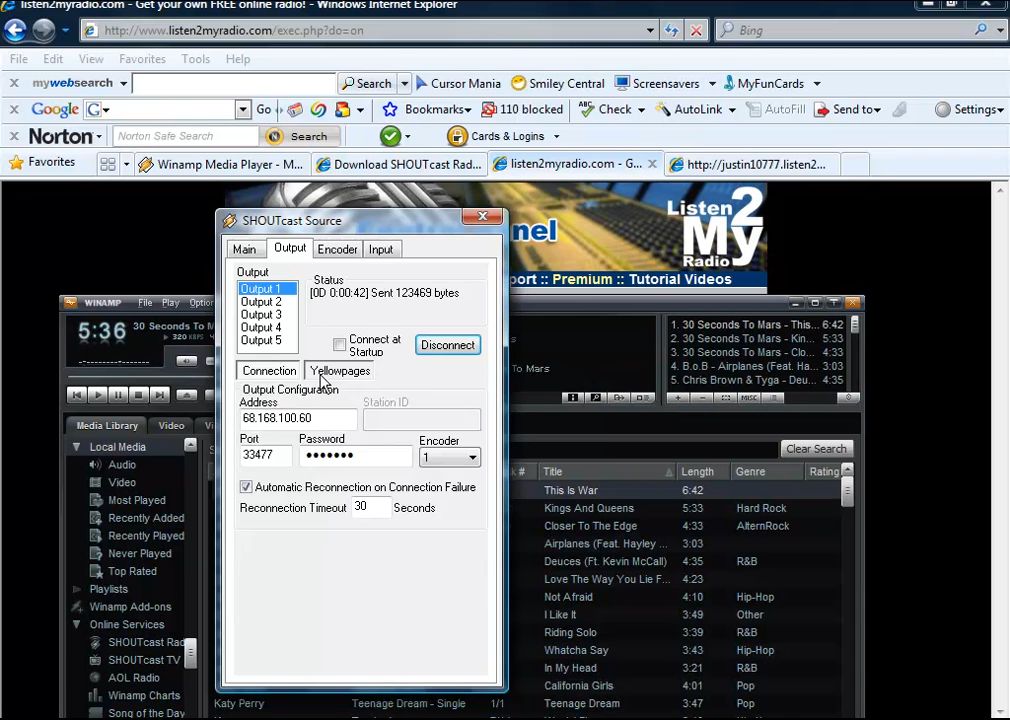 listen2myradio.com - Get your own FREE online radio! - Windows Internet Explorer
http://www.listen2myradio.com/exec.php?do=on
Bing
File Edit View Favorites Tools Help
mywebsearch Search Cursor Mania Smiley Central Screensavers MyFunCards
Google Go Bookmarks 110 blocked Check AutoLink AutoFill Send to Settings
Norton Norton Safe Search Search Cards & Logins
Favorites Winamp Media Player - M... Download SHOUTcast Rad... listen2myradio.com - G... http://justin10777.listen2...
Listen2
My
Radio
nel
port :: Premium :: Tutorial Videos
SHOUTcast Source
Main Output Encoder Input
Output
Output 1
Output 2
Output 3
Output 4
Output 5
Status
[0D 0:00:42] Sent 123469 bytes
Connect at
Startup
Disconnect
Connection Yellowpages
Output Configuration
Address Station ID
68.168.100.60
Port Password Encoder
33477 ••••••• 1
Automatic Reconnection on Connection Failure
Reconnection Timeout 30 Seconds
WINAMP File Play Option
5:36 30 Seconds To Mars
320 KBPS
o Mars
1. 30 Seconds To Mars - This... 6:42
2. 30 Seconds To Mars - Kin... 5:33
3. 30 Seconds To Mars - Clo... 4:33
4. B.o.B - Airplanes (Feat. H... 3:03
5. Chris Brown & Tyga - Deu... 4:35
MISC
Media Library Video Vi
Clear Search
Local Media
Audio
Video
Most Played
Recently Added
Recently Played
Never Played
Top Rated
Playlists
Winamp Add-ons
Online Services
SHOUTcast Rad
SHOUTcast TV
AOL Radio
Winamp Charts
Song of the Day
# Title Length Genre Rating
This Is War 6:42
Kings And Queens 5:33 Hard Rock
Closer To The Edge 4:33 AlternRock
Airplanes (Feat. Hayley ... 3:03
Deuces (Ft. Kevin McCall) 4:35 R&B
Love The Way You Lie F... 4:23
Not Afraid 4:10 Hip-Hop
I Like It 3:49 Other
Riding Solo 3:39 R&B
Whatcha Say 3:43 Hip-Hop
In My Head 3:21 R&B
California Girls 3:54 Pop
Katy Perry Teenage Dream - Single 1/1 Teenage Dream 3:47 Pop